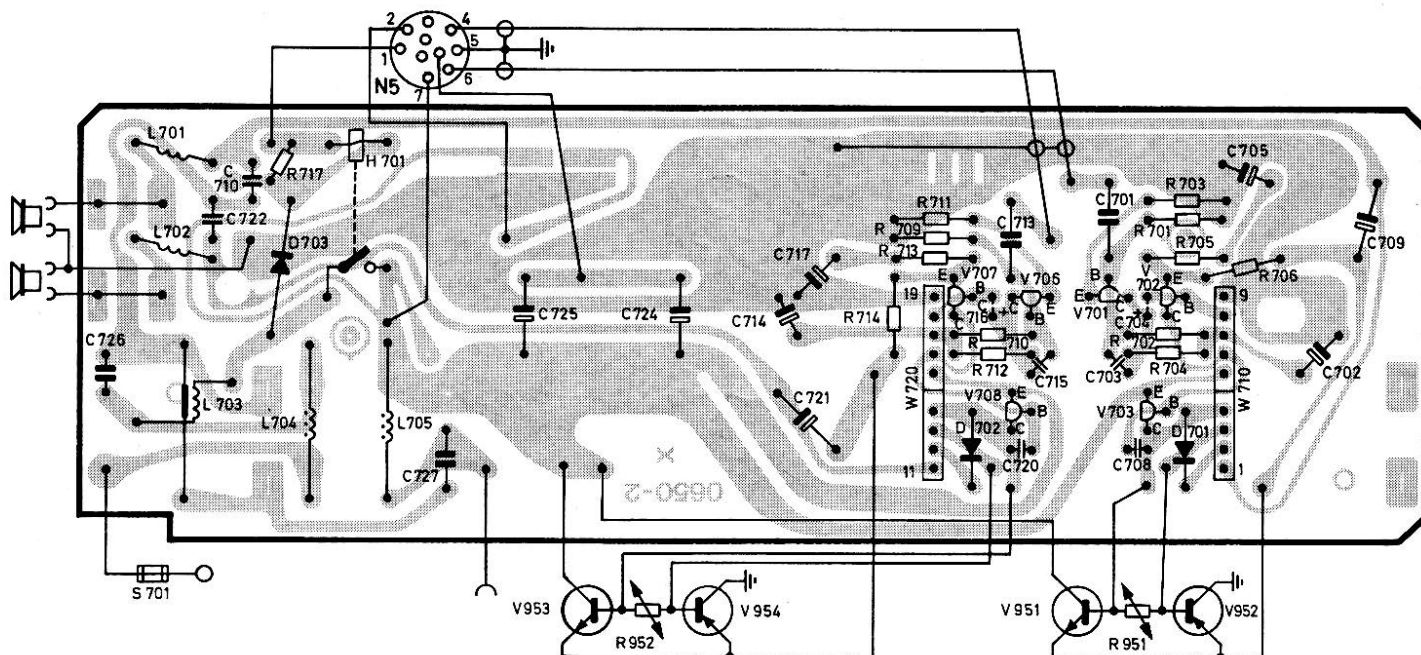 2
4
1
5
N5
6
7
L701
C
710
R717
H701
C722
L702
D703
C705
R703
R711
C701
C713
R709
R701
C709
R713
R705
C717
R706
V707
V706
V
702
E
B
C
E
C
B
B
E
C
V701
E
B
C
19
9
C725
C724
C714
R714
C716
+
+
C704
R710
R702
C726
R712
R704
C715
C703
C702
W720
W710
L703
C721
V708
V703
E
B
C
E
B
C
L704
L705
D702
D701
C727
C720
C708
11
1
0650-2
S701
V953
V954
R952
V951
V952
R951